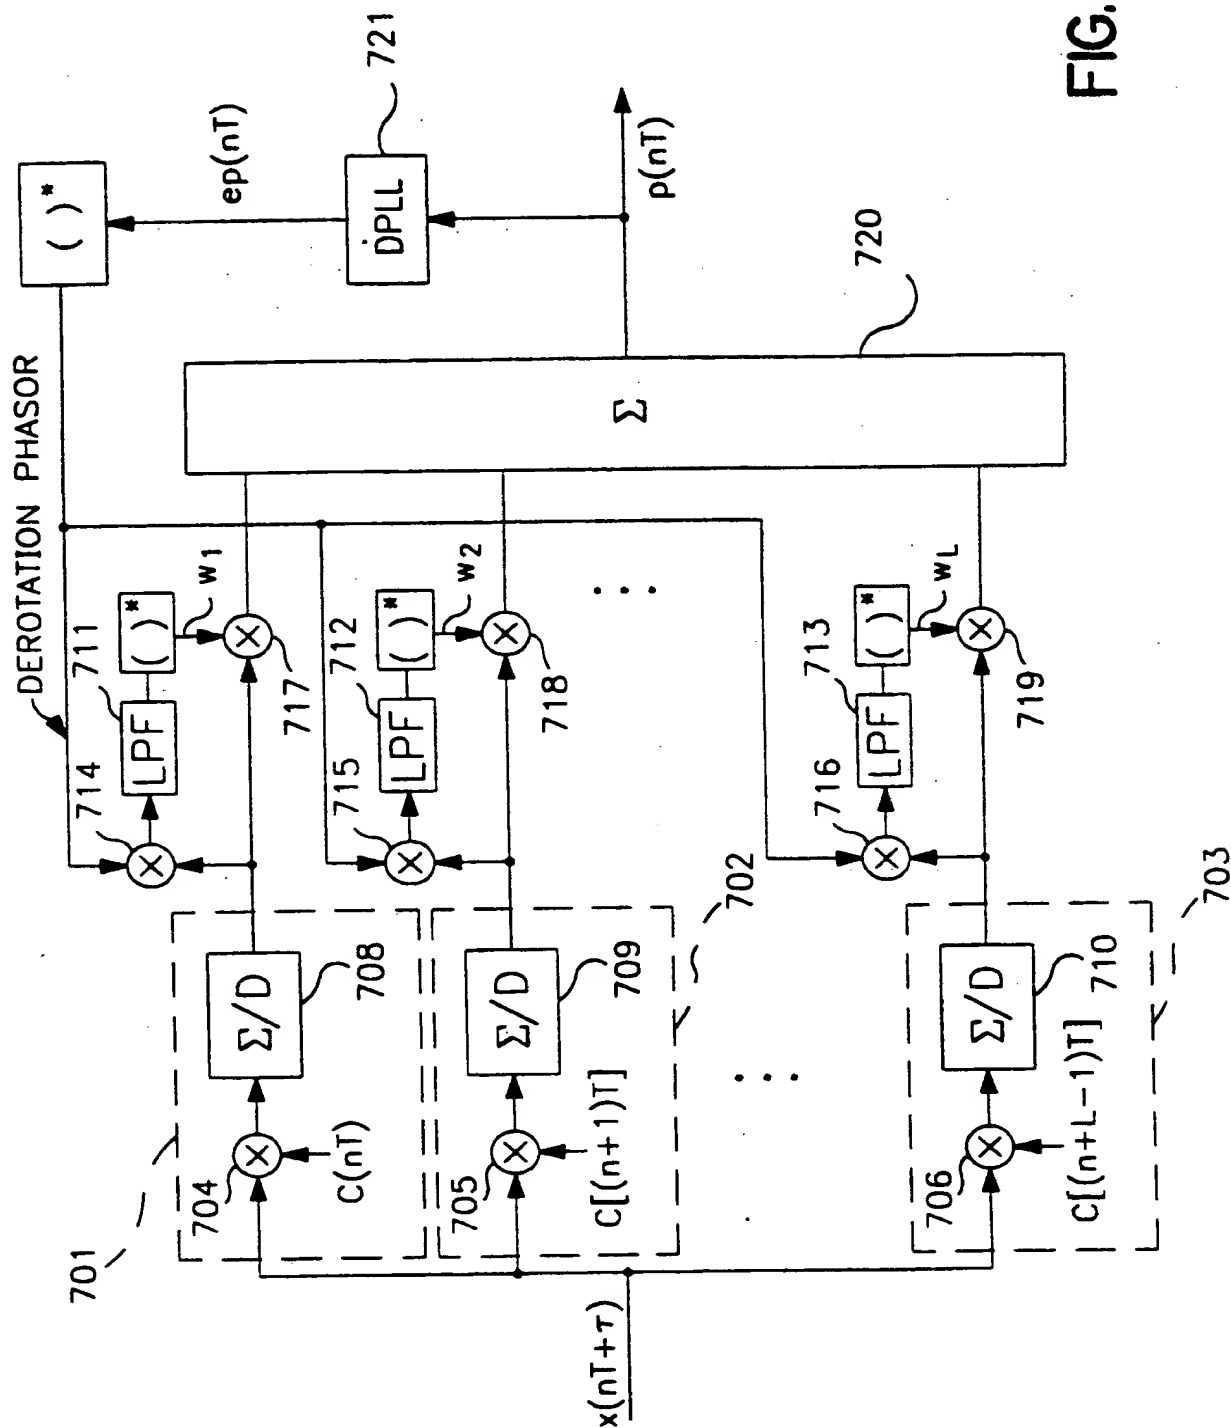 FIG.
( )*
ep(nT)
DPLL
721
p(nT)
Σ
720
DEROTATION PHASOR
714
LPF
711
( )*
w1
717
715
LPF
712
( )*
w2
718
. . .
716
LPF
713
( )*
wL
719
701
704
C(nT)
Σ/D
708
702
705
C[(n+1)T]
Σ/D
709
. . .
703
706
C[(n+L−1)T]
Σ/D
710
x(nT+τ)